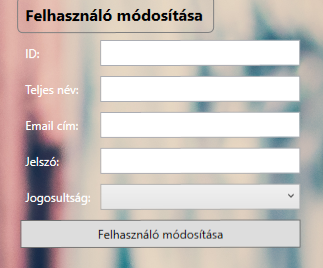 Felhasználó módosítása
ID:
Teljes név:
Email cím:
Jelszó:
Jogosultság:
Felhasználó módosítása